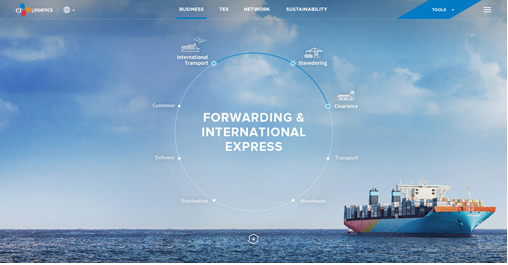 CJ LOGISTICS
BUSINESS
TES
NETWORK
SUSTAINABILITY
TOOLS
International
Transport
Stevedoring
Clearance
Customer
FORWARDING &
INTERNATIONAL
EXPRESS
Delivery
Transport
Distribution
Warehouse